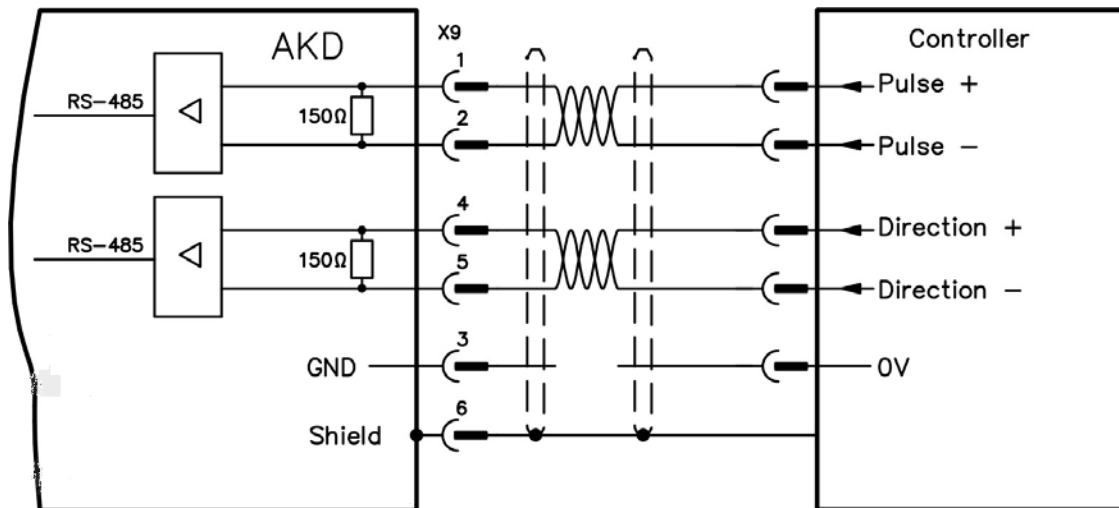 AKD
X9
Controller
1
Pulse +
RS-485
150Ω
2
Pulse -
4
Direction +
RS-485
150Ω
5
Direction -
3
GND
0V
6
Shield